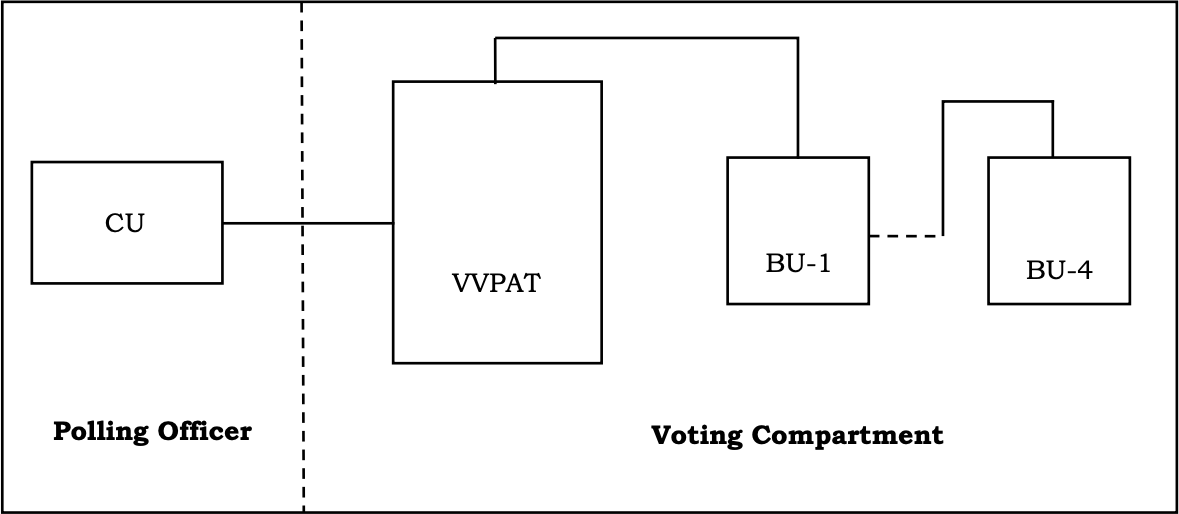 CU
VVPAT
BU-1
BU-4
Polling Officer
Voting Compartment